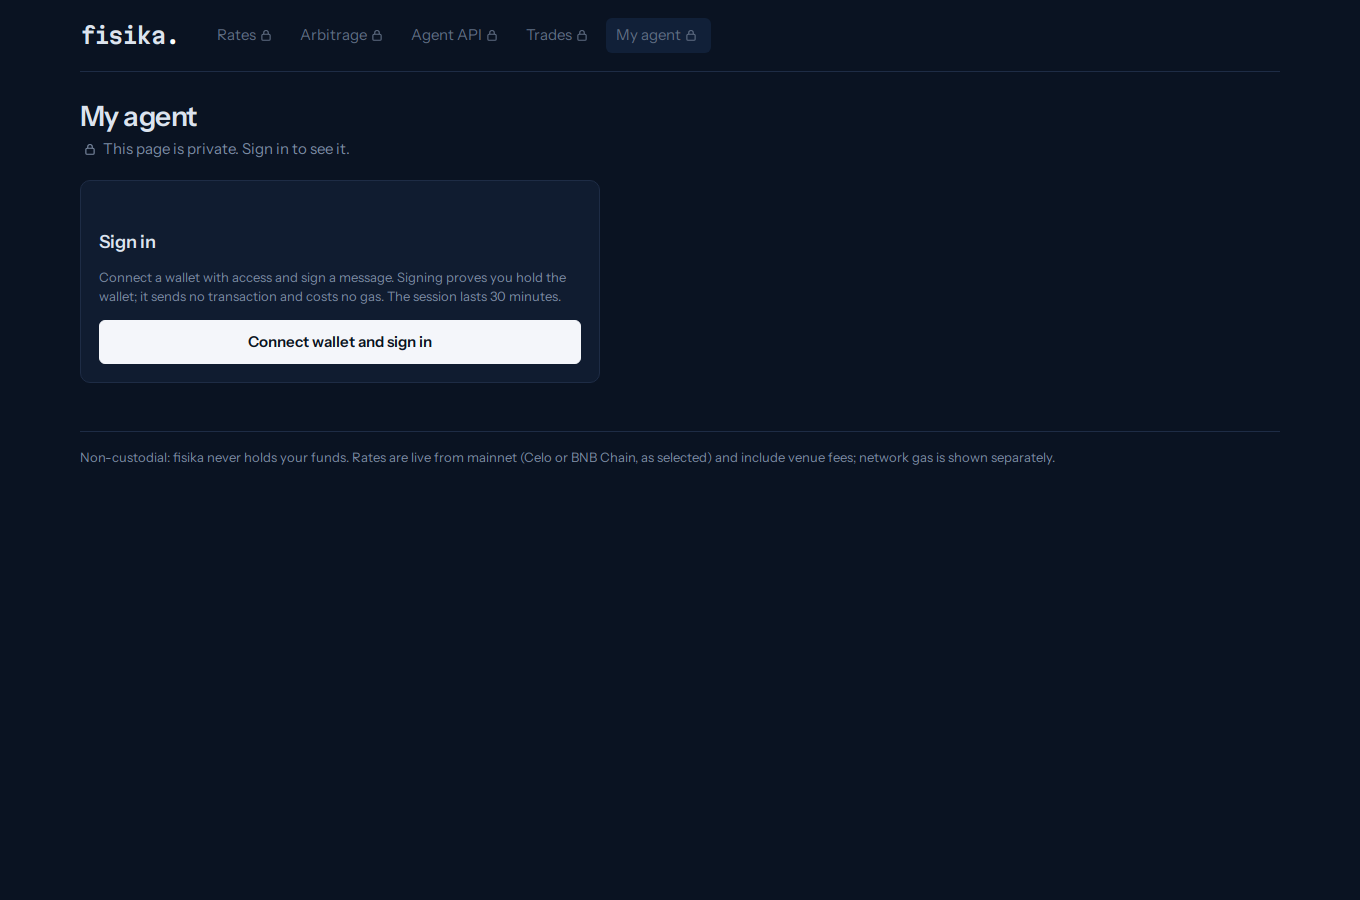 fisika.
Rates
Arbitrage
Agent API
Trades
My agent
My agent
This page is private. Sign in to see it.
Sign in
Connect a wallet with access and sign a message. Signing proves you hold the
wallet; it sends no transaction and costs no gas. The session lasts 30 minutes.
Connect wallet and sign in
Non-custodial: fisika never holds your funds. Rates are live from mainnet (Celo or BNB Chain, as selected) and include venue fees; network gas is shown separately.